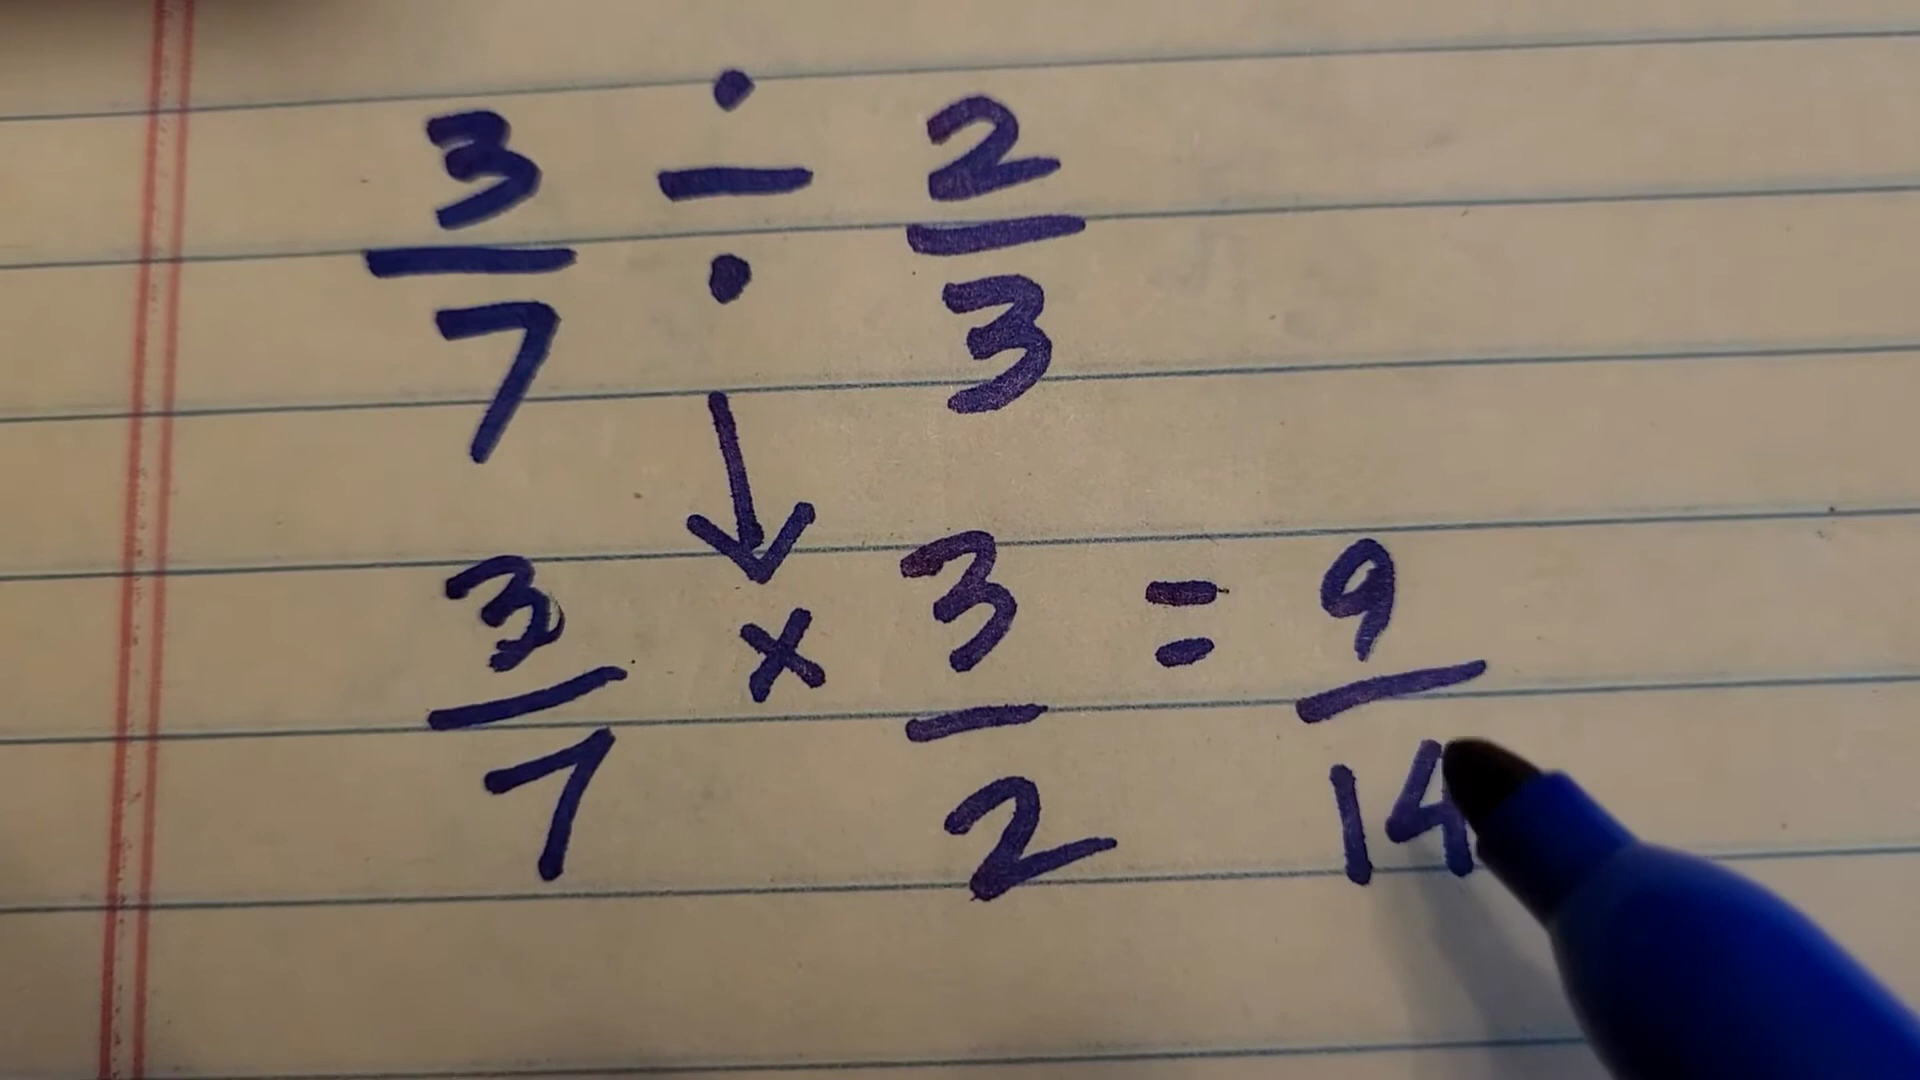 3/7 ÷ 2/3
↓
3/7 × 3/2 = 9/14